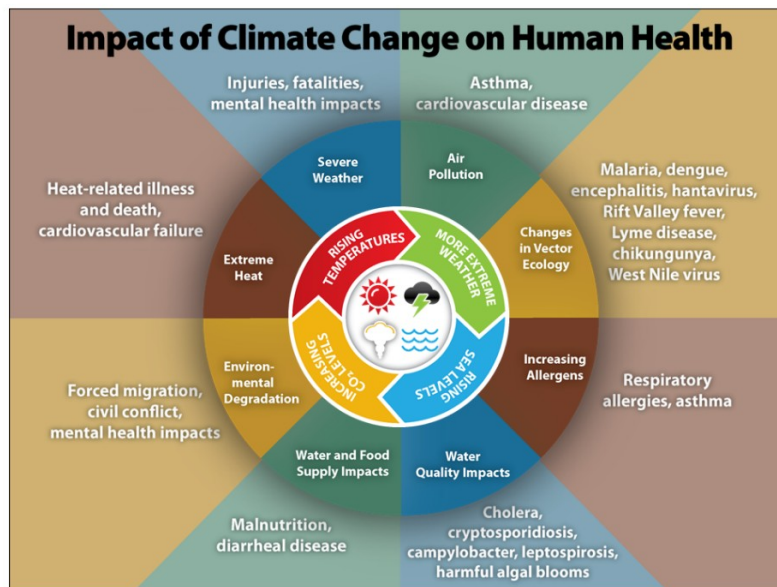 Impact of Climate Change on Human Health
Injuries, fatalities,
mental health impacts
Asthma,
cardiovascular disease
Severe
Weather
Air
Pollution
Heat-related illness
and death,
cardiovascular failure
Extreme
Heat
Malaria, dengue,
encephalitis, hantavirus,
Rift Valley fever,
Lyme disease,
chikungunya,
West Nile virus
Changes
in Vector
Ecology
RISING
TEMPERATURES
MORE EXTREME
WEATHER
INCREASING
CO₂ LEVELS
RISING
SEA LEVELS
Forced migration,
civil conflict,
mental health impacts
Environ-
mental
Degradation
Increasing
Allergens
Respiratory
allergies, asthma
Water and Food
Supply Impacts
Water
Quality Impacts
Malnutrition,
diarrheal disease
Cholera,
cryptosporidiosis,
campylobacter, leptospirosis,
harmful algal blooms